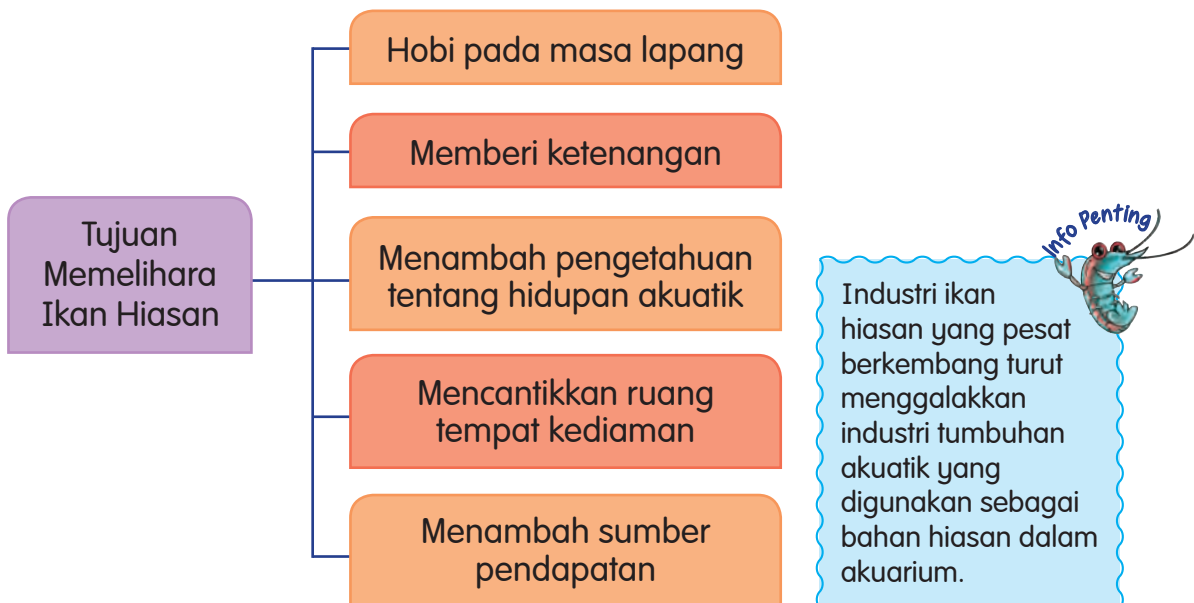 Tujuan
Memelihara
Ikan Hiasan
Hobi pada masa lapang
Memberi ketenangan
Menambah pengetahuan
tentang hidupan akuatik
Mencantikkan ruang
tempat kediaman
Menambah sumber
pendapatan
Info Penting
Industri ikan
hiasan yang pesat
berkembang turut
menggalakkan
industri tumbuhan
akuatik yang
digunakan sebagai
bahan hiasan dalam
akuarium.